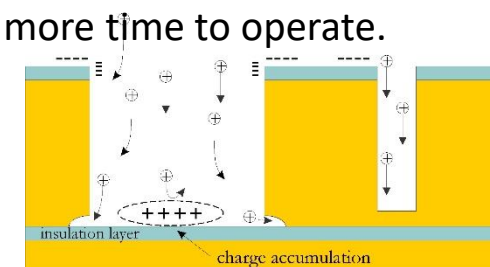 more time to operate.
++++
insulation layer
charge accumulation